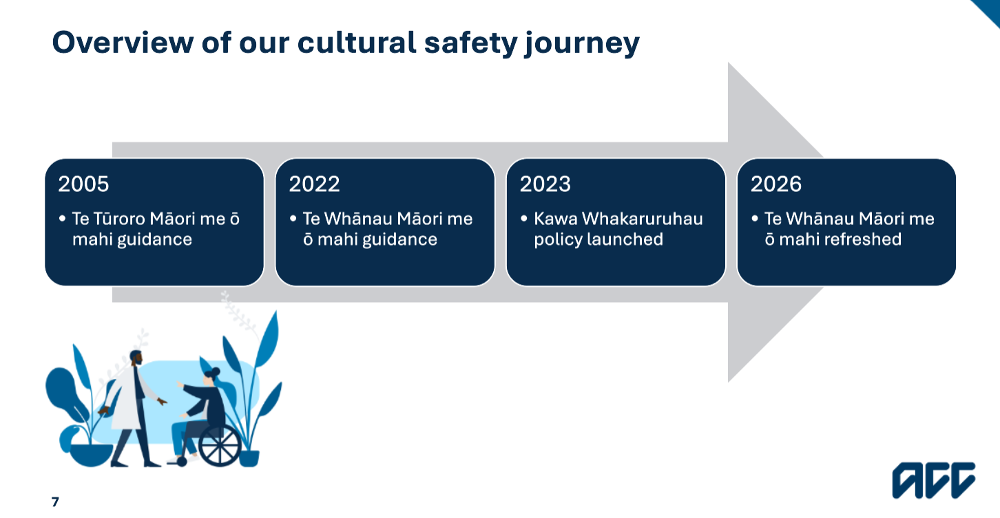 Overview of our cultural safety journey
2005
• Te Tūroro Māori me ō
mahi guidance
2022
• Te Whānau Māori me
ō mahi guidance
2023
• Kawa Whakaruruhau
policy launched
2026
• Te Whānau Māori me
ō mahi refreshed
7
acc